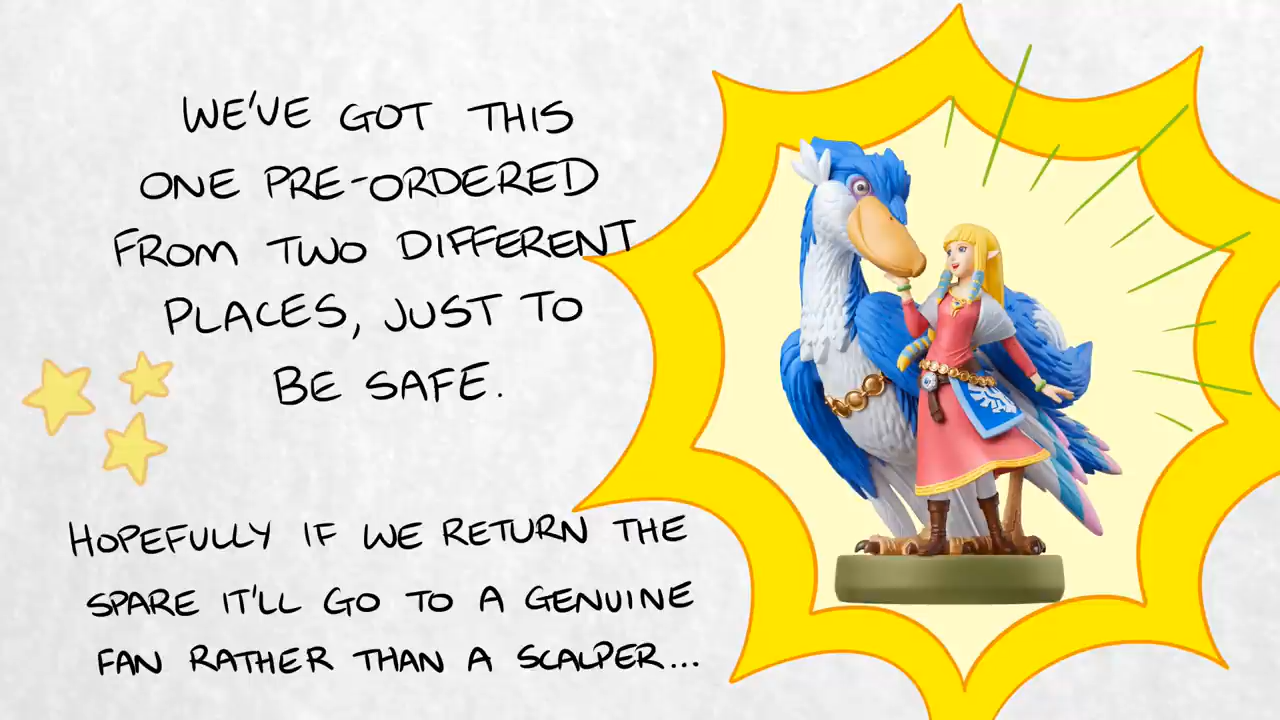 WE'VE GOT THIS
ONE PRE-ORDERED
FROM TWO DIFFERENT
PLACES, JUST TO
BE SAFE.
HOPEFULLY IF WE RETURN THE
SPARE IT'LL GO TO A GENUINE
FAN RATHER THAN A SCALPER...